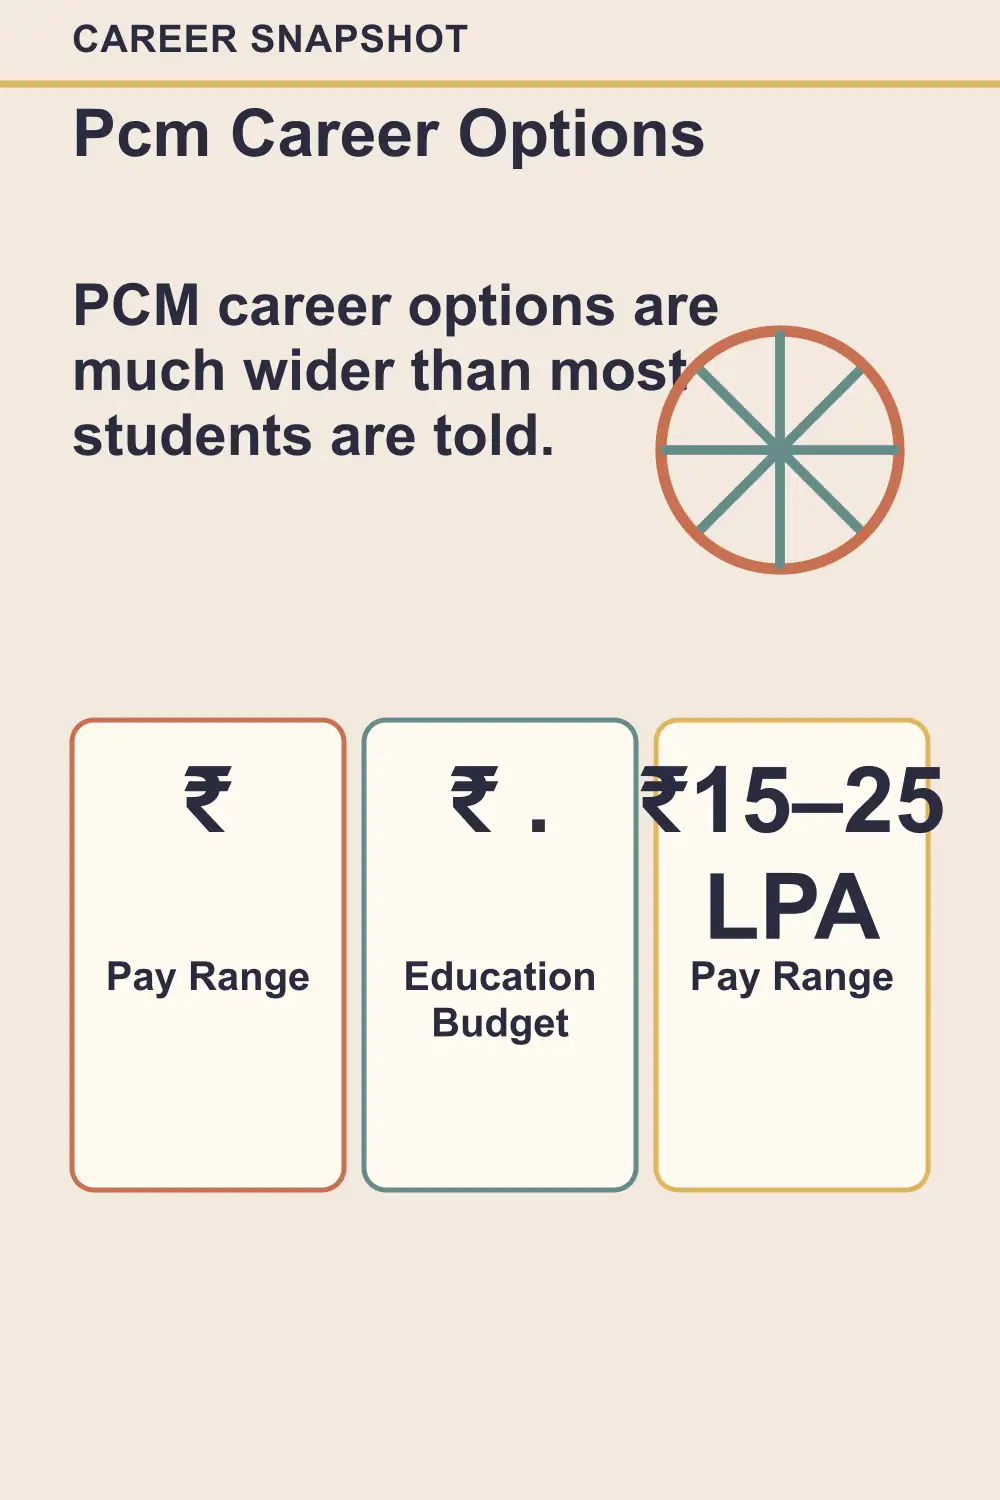 CAREER SNAPSHOT
Pcm Career Options
PCM career options are
much wider than most
students are told.
₹
Pay Range
₹ .
Education
Budget
₹15–25
LPA
Pay Range